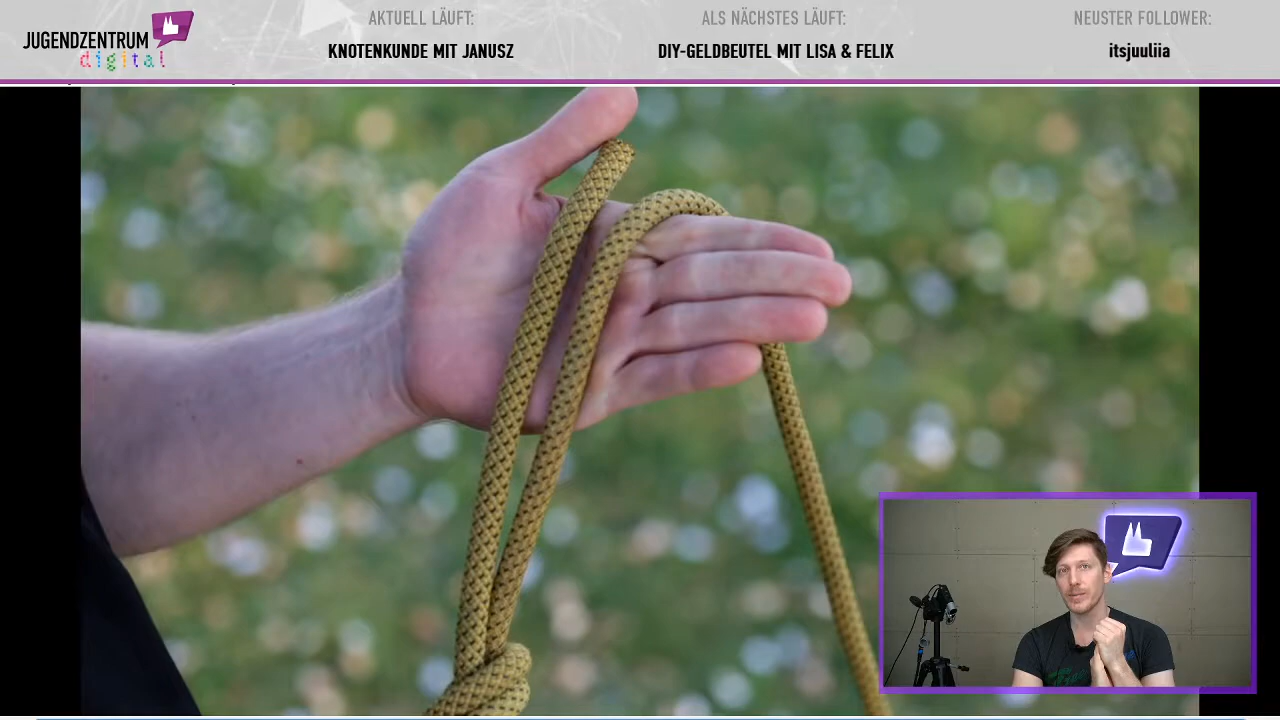 JUGENDZENTRUM
digital
AKTUELL LÄUFT:
KNOTENKUNDE MIT JANUSZ
ALS NÄCHSTES LÄUFT:
DIY-GELDBEUTEL MIT LISA & FELIX
NEUSTER FOLLOWER:
itsjuuliia